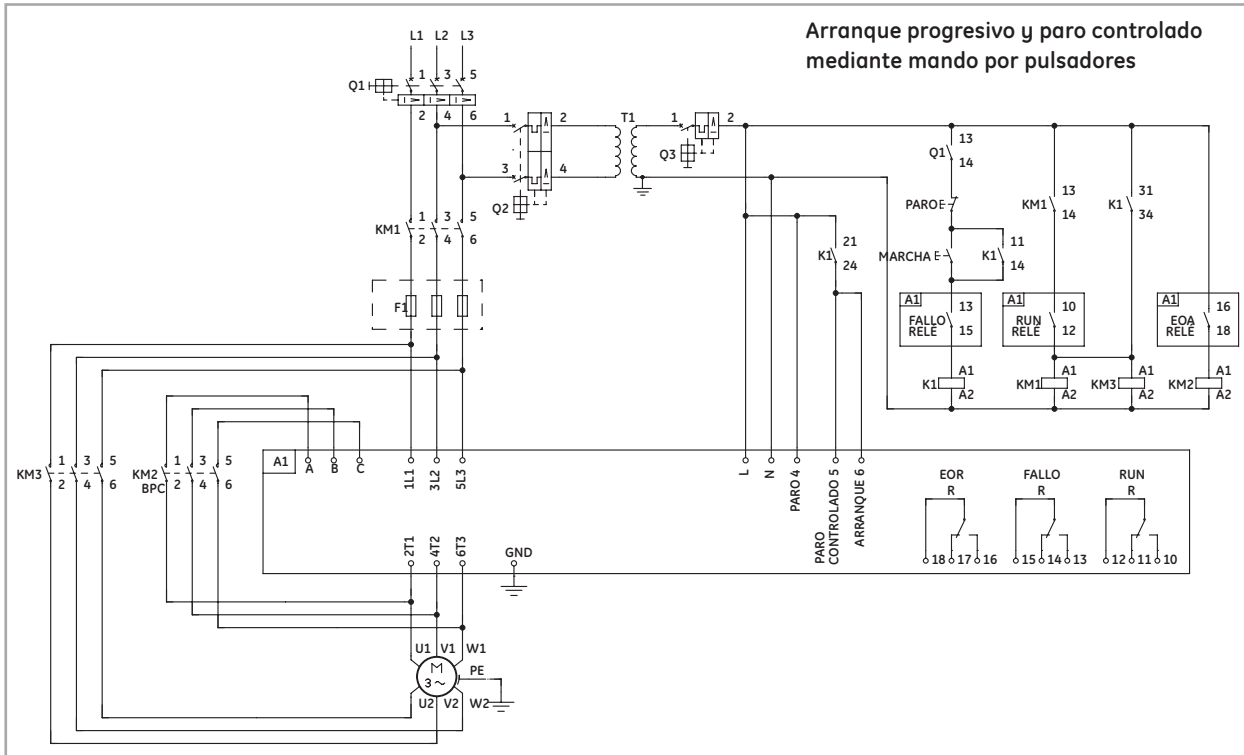 Arranque progresivo y paro controlado
mediante mando por pulsadores
L1 L2 L3
Q1
1 3 5
2 4 6
1 2
3 4
Q2
T1
1 2
Q3
KM1
1 3 5
2 4 6
F1
Q1
13
14
PARO E
MARCHA E
K1
11
14
KM1
13
14
K1
31
34
K1
21
24
A1
FALLO
RELÉ
13
15
A1
RUN
RELÉ
10
12
A1
EOA
RELÉ
16
18
K1
A1
A2
KM1
A1
A2
KM3
A1
A2
KM2
A1
A2
KM3
1 3 5
2 4 6
KM2
BPC
1 3 5
2 4 6
A1
A B C
1L1 3L2 5L3
L
N
PARO 4
PARO
CONTROLADO 5
ARRANQUE 6
EOR
R
18 17 16
FALLO
R
15 14 13
RUN
R
12 11 10
2T1 4T2 6T3
GND
U1 V1 W1
M
3 ~
PE
U2 V2 W2